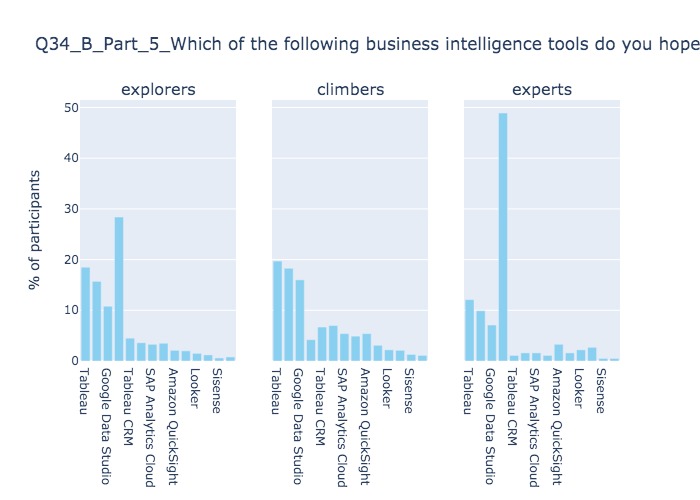 Q34_B_Part_5_Which of the following business intelligence tools do you hope
explorers
climbers
experts
% of participants
50
40
30
20
10
0
Tableau
Google Data Studio
Tableau CRM
SAP Analytics Cloud
Amazon QuickSight
Looker
Sisense
Tableau
Google Data Studio
Tableau CRM
SAP Analytics Cloud
Amazon QuickSight
Looker
Sisense
Tableau
Google Data Studio
Tableau CRM
SAP Analytics Cloud
Amazon QuickSight
Looker
Sisense